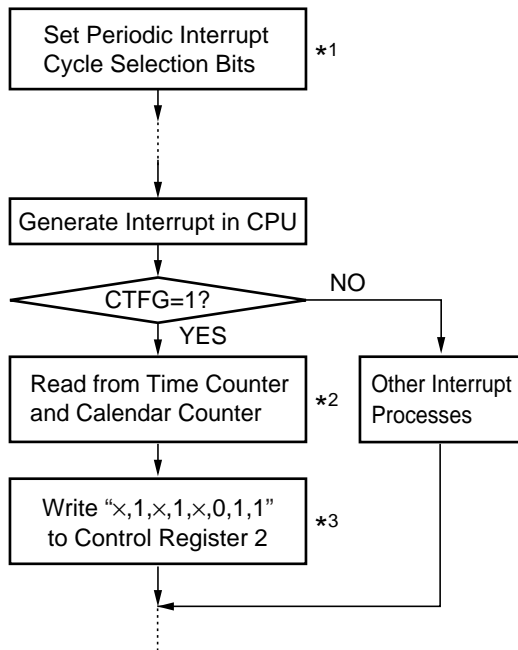 Set Periodic Interrupt
Cycle Selection Bits
*1
Generate Interrupt in CPU
CTFG=1?
NO
YES
Read from Time Counter
and Calendar Counter
*2
Other Interrupt
Processes
Write “×,1,×,1,×,0,1,1”
to Control Register 2
*3